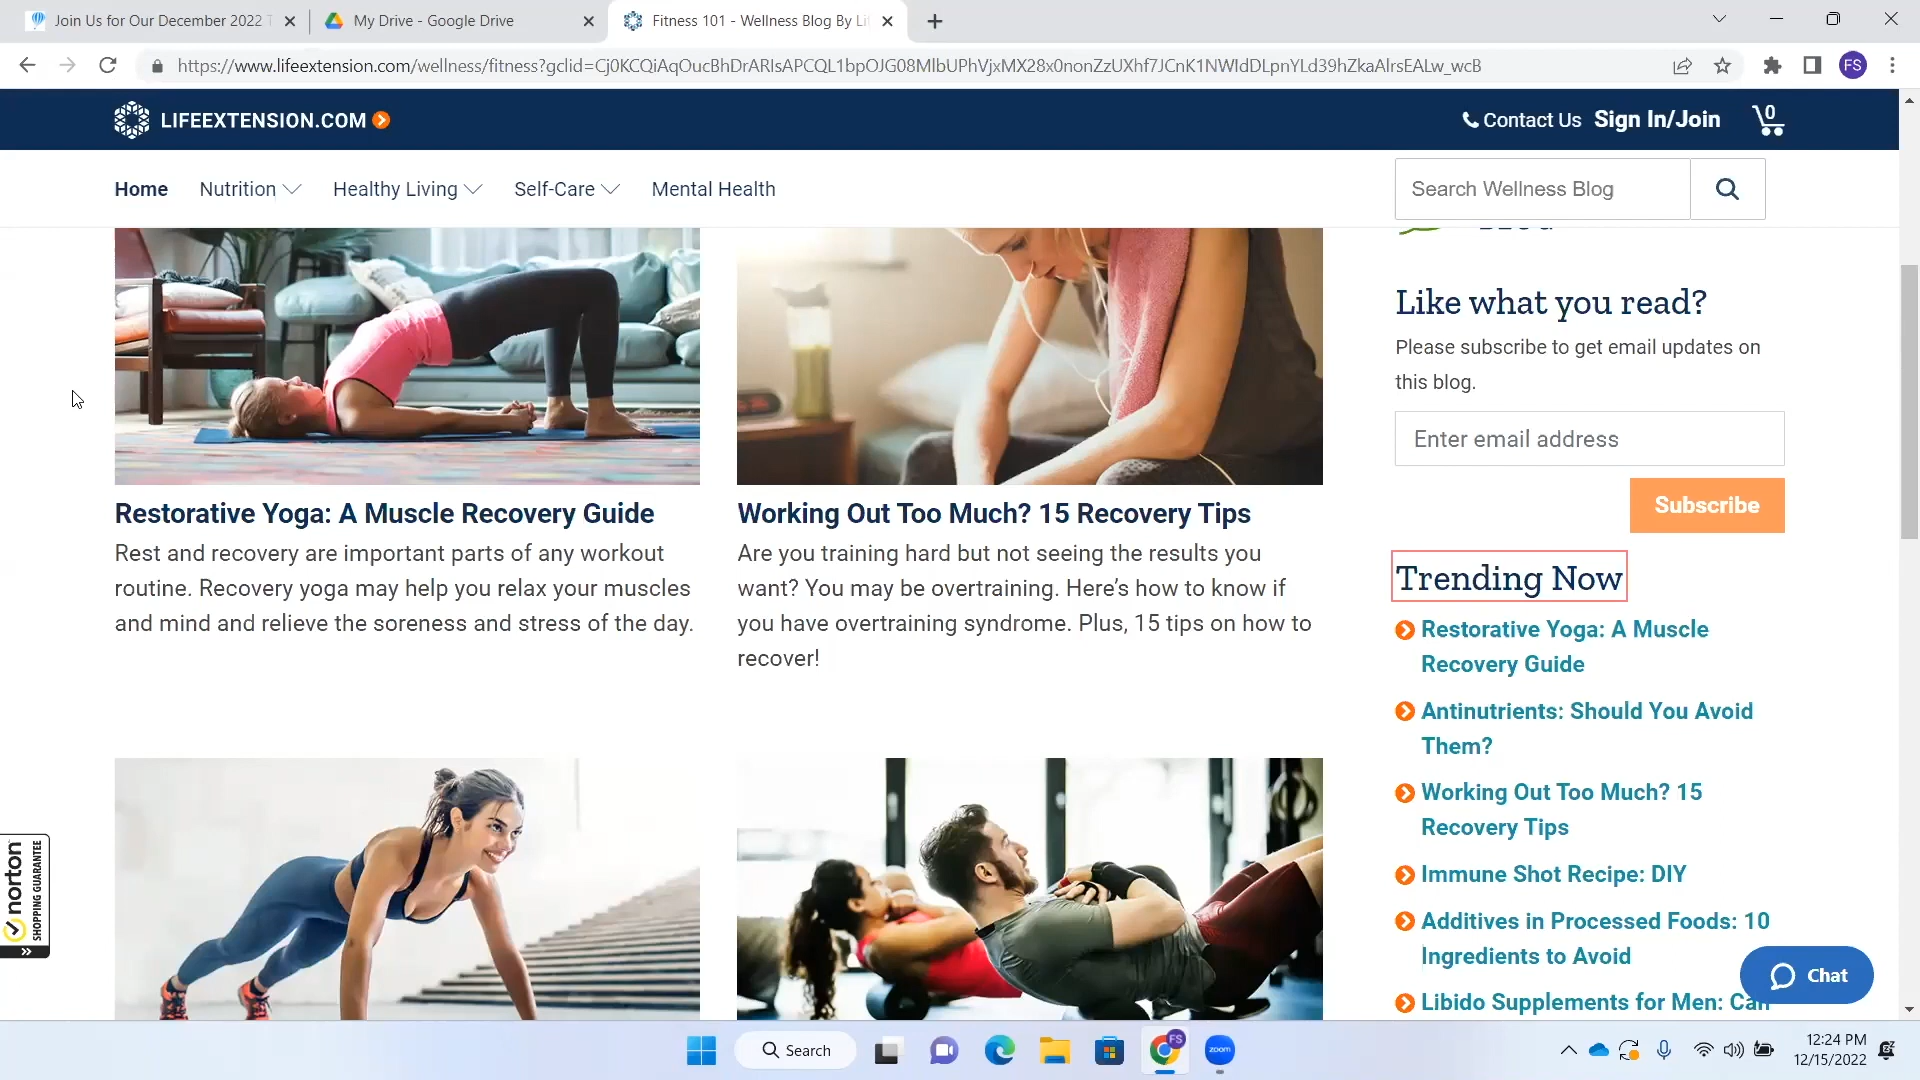 Join Us for Our December 2022 T
My Drive - Google Drive
Fitness 101 - Wellness Blog By Li
https://www.lifeextension.com/wellness/fitness?gclid=Cj0KCQiAqOucBhDrARIsAPCQL1bpOJG08MlbUPhVjxMX28x0nonZzUXhf7JCnK1NWIdDLpnYLd39hZkaAlrsEALw_wcB
FS
LIFEEXTENSION.COM
Contact Us Sign In/Join
0
Home Nutrition Healthy Living Self-Care Mental Health
Search Wellness Blog
Like what you read?
Please subscribe to get email updates on
this blog.
Enter email address
Subscribe
Restorative Yoga: A Muscle Recovery Guide
Rest and recovery are important parts of any workout
routine. Recovery yoga may help you relax your muscles
and mind and relieve the soreness and stress of the day.
Working Out Too Much? 15 Recovery Tips
Are you training hard but not seeing the results you
want? You may be overtraining. Here’s how to know if
you have overtraining syndrome. Plus, 15 tips on how to
recover!
Trending Now
Restorative Yoga: A Muscle
Recovery Guide
Antinutrients: Should You Avoid
Them?
Working Out Too Much? 15
Recovery Tips
Immune Shot Recipe: DIY
Additives in Processed Foods: 10
Ingredients to Avoid
Libido Supplements for Men: Can
Chat
norton
SHOPPING GUARANTEE
Search
FS
zoom
12:24 PM
12/15/2022